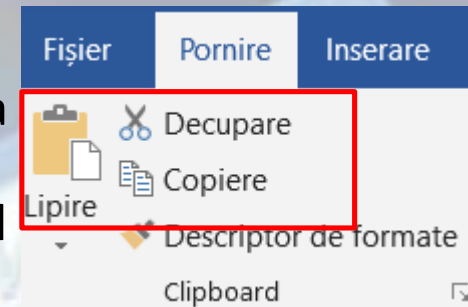 Fișier Pornire Inserare
Decupare
Copiere
Lipire
Descriptor de formate
Clipboard